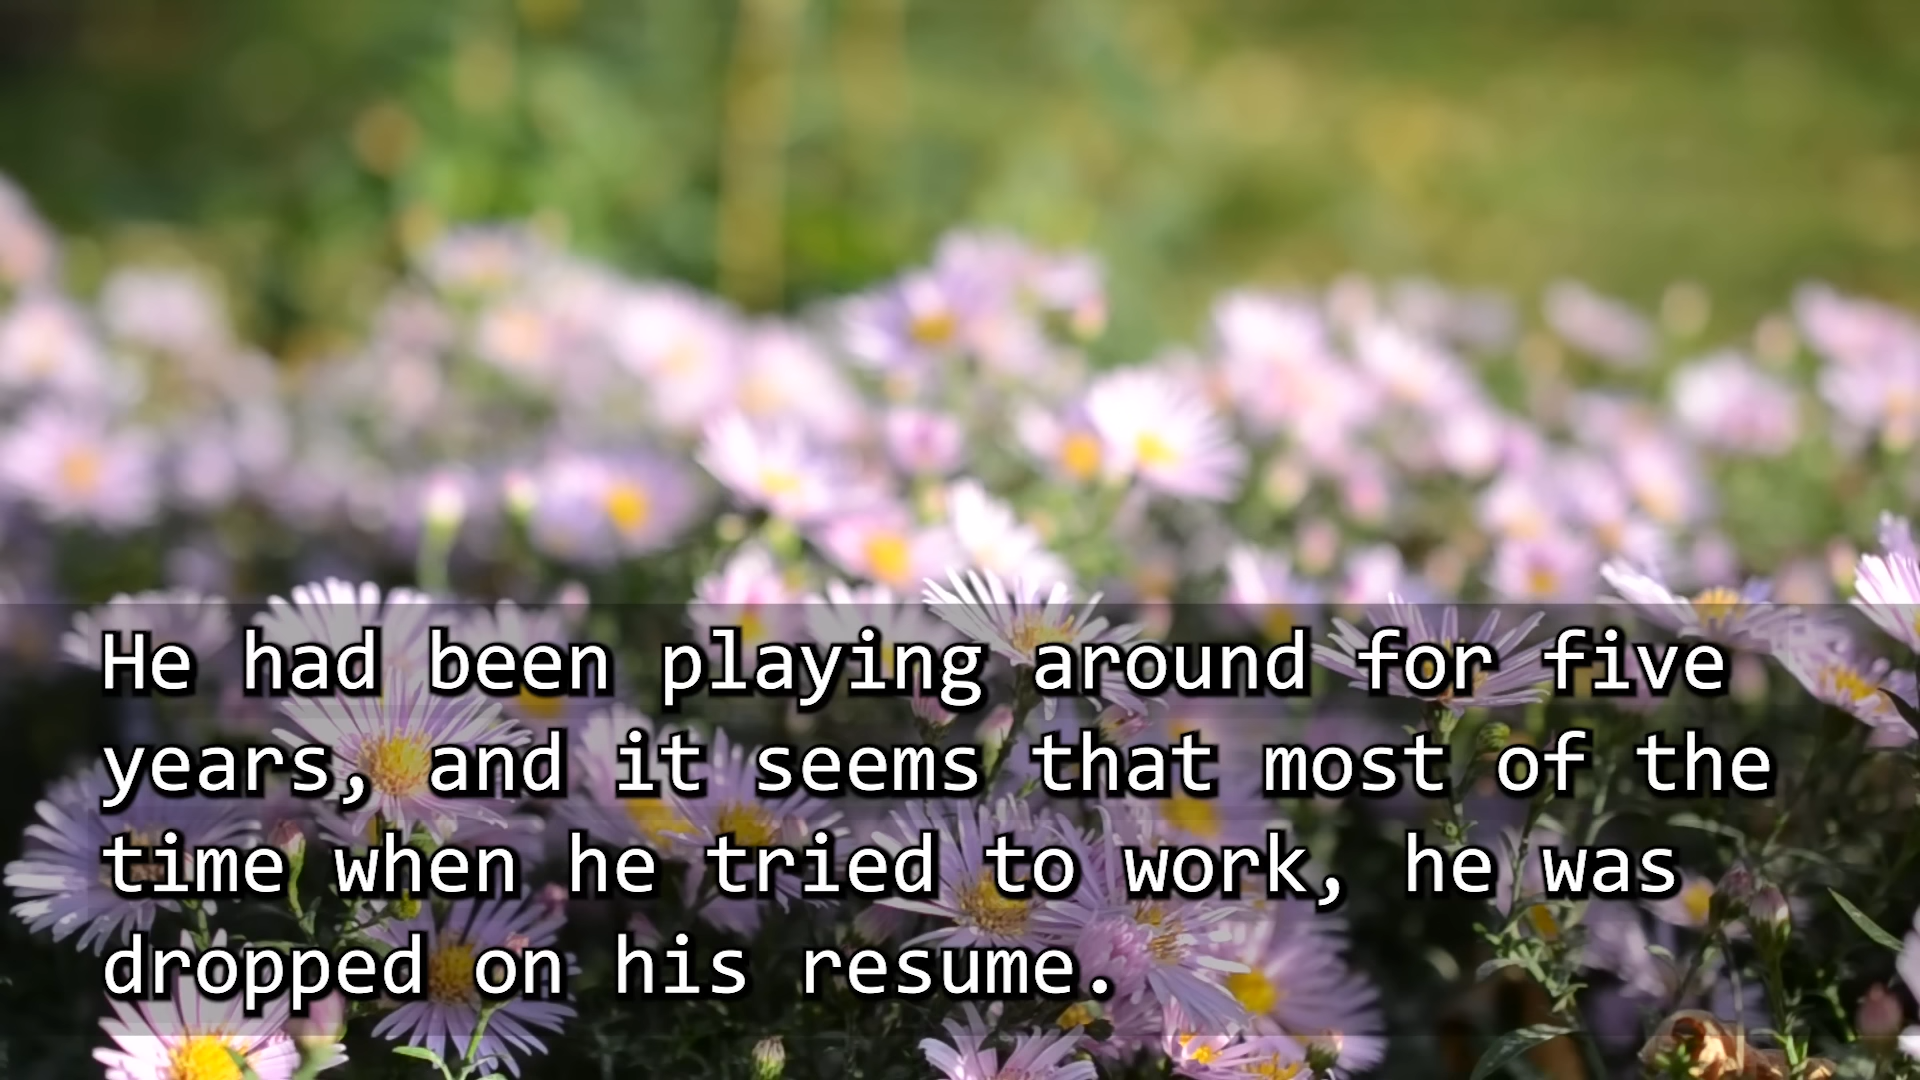 He had been playing around for five
years, and it seems that most of the
time when he tried to work, he was
dropped on his resume.